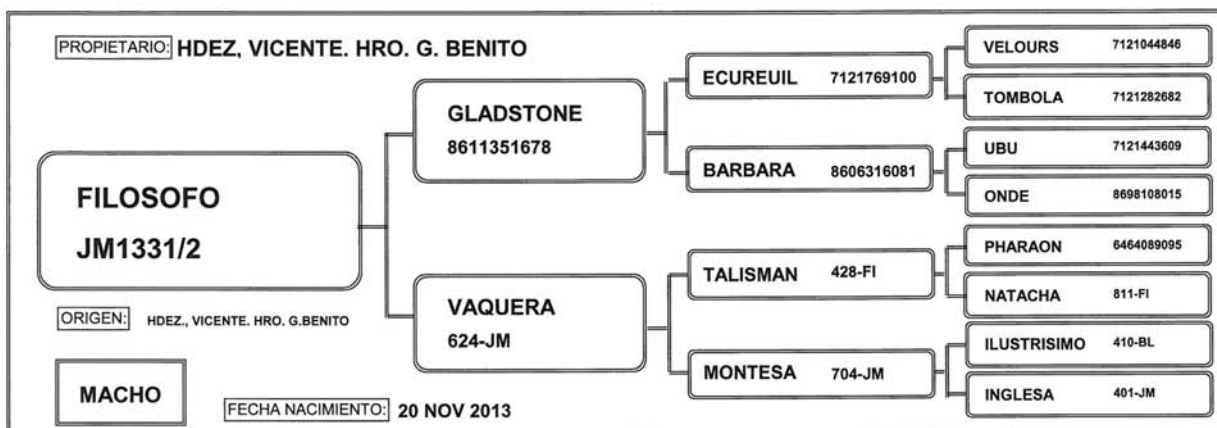 PROPIETARIO: HDEZ, VICENTE. HRO. G. BENITO
FILOSOFO
JM1331/2
ORIGEN: HDEZ., VICENTE. HRO. G.BENITO
MACHO
FECHA NACIMIENTO: 20 NOV 2013
GLADSTONE
8611351678
VAQUERA
624-JM
ECUREUIL 7121769100
BARBARA 8606316081
TALISMAN 428-FI
MONTESA 704-JM
VELOURS 7121044846
TOMBOLA 7121282682
UBU 7121443609
ONDE 8698108015
PHARAON 6464089095
NATACHA 811-FI
ILUSTRISIMO 410-BL
INGLESA 401-JM